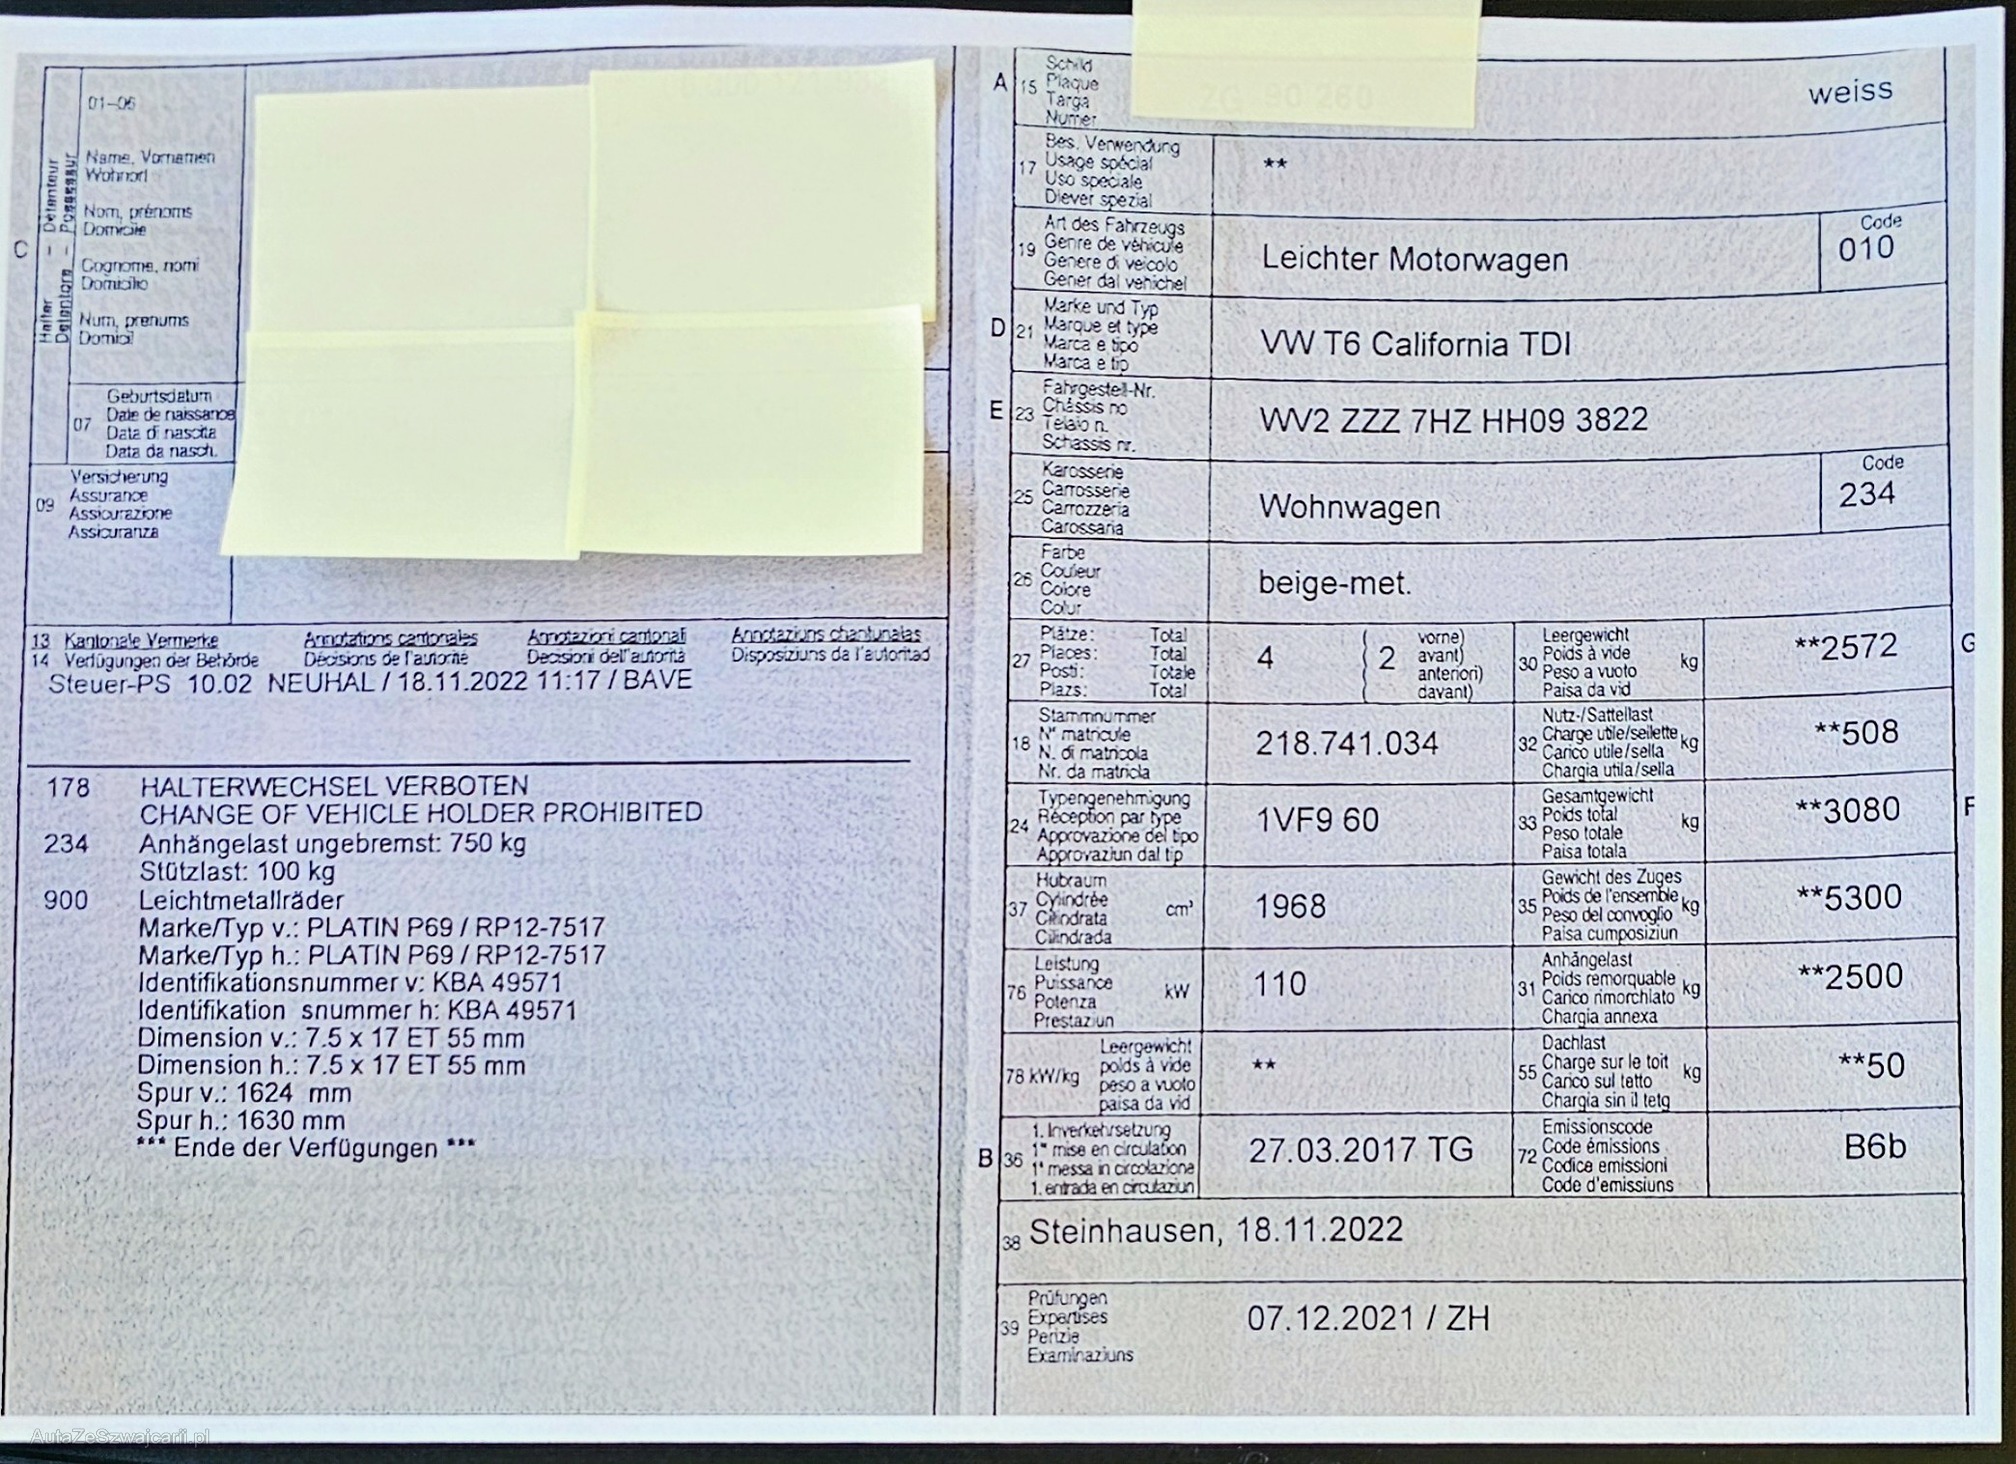 01-06
Halter - Détenteur
Detentore - Possessur
C
Name, Vornamen
Wohnort
Nom, prénoms
Domicile
Cognome, nomi
Domicilio
Num, prenums
Domicil
07
Geburtsdatum
Date de naissance
Data di nascita
Data da nasch.
09
Versicherung
Assurance
Assicurazione
Assicuranza
13 Kantonale Vermerke Annotations cantonales Annotazioni cantonali Annotaziuns chantunalas
14 Verfügungen der Behörde Décisions de l'autorité Decisioni dell'autorità Disposiziuns da l'autoritad
Steuer-PS 10.02 NEUHAL / 18.11.2022 11:17 / BAVE
178 HALTERWECHSEL VERBOTEN
CHANGE OF VEHICLE HOLDER PROHIBITED
234 Anhängelast ungebremst: 750 kg
Stützlast: 100 kg
900 Leichtmetallräder
Marke/Typ v.: PLATIN P69 / RP12-7517
Marke/Typ h.: PLATIN P69 / RP12-7517
Identifikationsnummer v: KBA 49571
Identifikation snummer h: KBA 49571
Dimension v.: 7.5 x 17 ET 55 mm
Dimension h.: 7.5 x 17 ET 55 mm
Spur v.: 1624 mm
Spur h.: 1630 mm
*** Ende der Verfügungen ***
A 15
Schild
Plaque
Targa
Numer
weiss
17
Bes. Verwendung
Usage spécial
Uso speciale
Diever spezial
**
19
Art des Fahrzeugs
Genre de véhicule
Genere di veicolo
Gener dal vehichel
Leichter Motorwagen
Code
010
D 21
Marke und Typ
Marque et type
Marca e tipo
Marca e tip
VW T6 California TDI
E 23
Fahrgestell-Nr.
Châssis no
Telaio n.
Schassis nr.
WV2 ZZZ 7HZ HH09 3822
25
Karosserie
Carrosserie
Carrozzeria
Carossaria
Wohnwagen
Code
234
26
Farbe
Couleur
Colore
Colur
beige-met.
27
Plätze: Total
Places: Total
Posti: Totale
Plazs: Total
4
( 2
vorne)
avant)
anteriori)
davant)
30
Leergewicht
Poids à vide
Peso a vuoto
Paisa da vid
kg
**2572
G
18
Stammnummer
N° matricule
N. di matricola
Nr. da matricla
218.741.034
32
Nutz-/Sattellast
Charge utile/sellette
Carico utile/sella
Chargia utila/sella
kg
**508
24
Typengenehmigung
Réception par type
Approvazione del tipo
Approvaziun dal tip
1VF9 60
33
Gesamtgewicht
Poids total
Peso totale
Paisa totala
kg
**3080
F
37
Hubraum
Cylindrée
Cilindrata
Cilindrada
cm³
1968
35
Gewicht des Zuges
Poids de l'ensemble
Peso del convoglio
Paisa cumposiziun
kg
**5300
76
Leistung
Puissance
Potenza
Prestaziun
kW
110
31
Anhängelast
Poids remorquable
Carico rimorchiato
Chargia annexa
kg
**2500
78 kW/kg
Leergewicht
poids à vide
peso a vuoto
paisa da vid
**
55
Dachlast
Charge sur le toit
Carico sul tetto
Chargia sin il tetg
kg
**50
B 36
1. Inverkehrsetzung
1re mise en circulation
1a messa in circolazione
1. entrada en circulaziun
27.03.2017 TG
72
Emissionscode
Code émissions
Codice emissioni
Code d'emissiuns
B6b
38 Steinhausen, 18.11.2022
39
Prüfungen
Expertises
Perizie
Examinaziuns
07.12.2021 / ZH
AutaZeSzwajcarii.pl